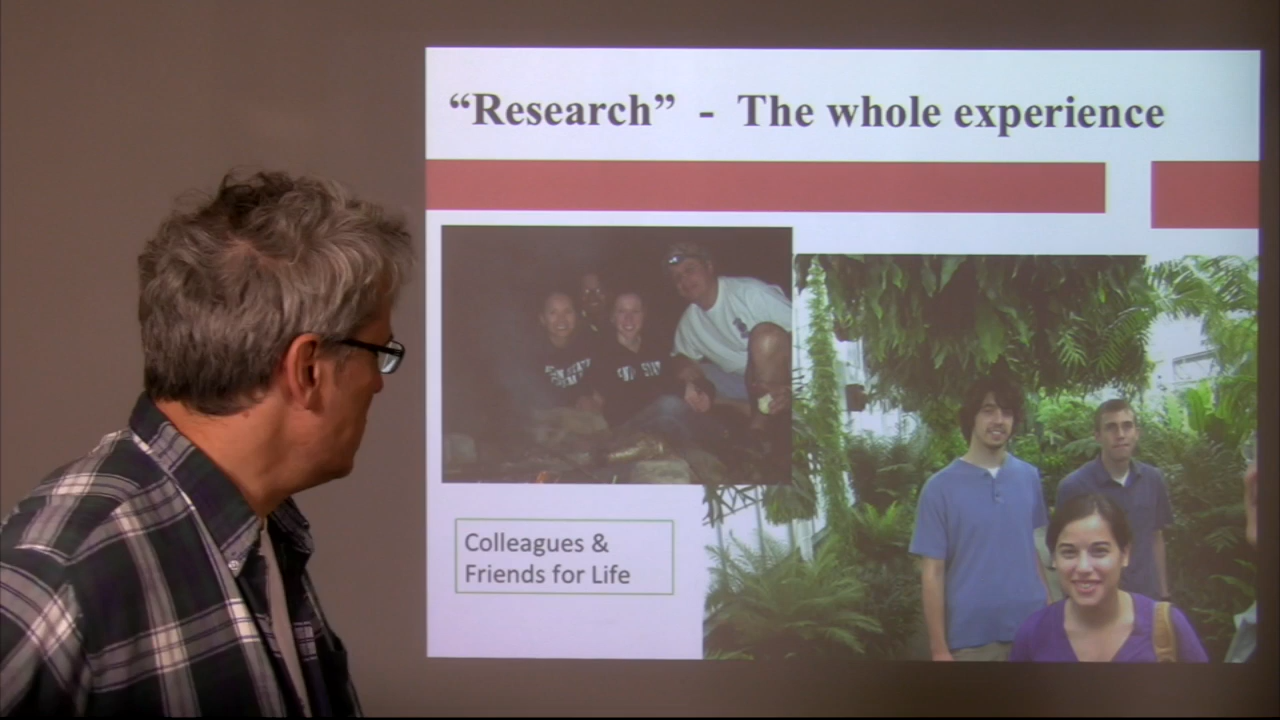 “Research” - The whole experience
Colleagues &
Friends for Life